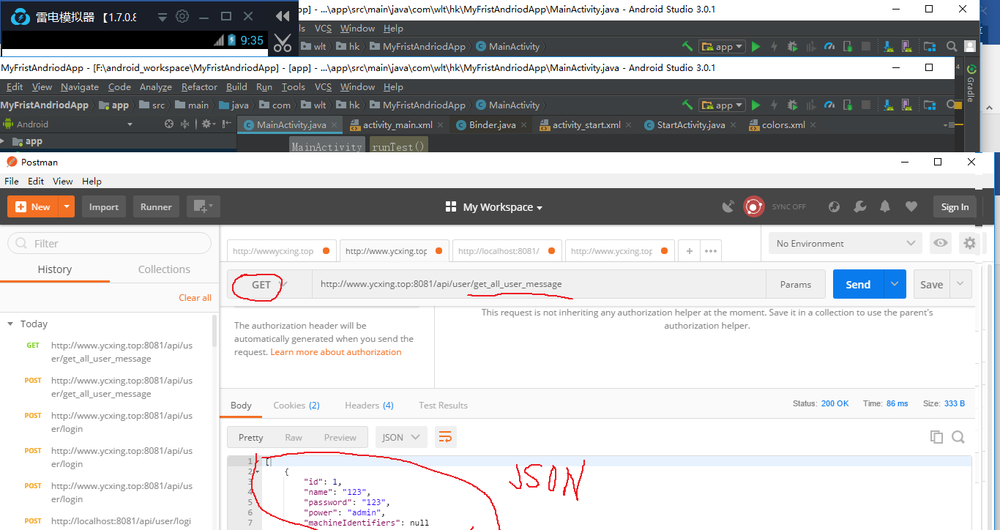 雷电模拟器 【1.7.0.6
app] - ...\app\src\main\java\com\wlt\hk\MyFristAndriodApp\MainActivity.java - Android Studio 3.0.1
ls VCS Window Help
9:35
wlt hk MyFristAndriodApp MainActivity app
MyFristAndriodApp - [F:\android_workspace\MyFristAndriodApp] - [app] - ...\app\src\main\java\com\wlt\hk\MyFristAndriodApp\MainActivity.java - Android Studio 3.0.1
4
Edit View Navigate Code Analyze Refactor Build Run Tools VCS Window Help
Gradle
MyFristAndriodApp app src main java com wlt hk MyFristAndriodApp MainActivity app
Android MainActivity.java activity_main.xml Binder.java activity_start.xml StartActivity.java colors.xml
app
MainActivity runTest()
Postman
File Edit View Help
New Import Runner My Workspace SYNC OFF Sign In
Filter
http://wwwycxing.top http://www.ycxing.top: http://localhost:8081/ http://www.ycxing.top: + ••• No Environment
History Collections
GET http://www.ycxing.top:8081/api/user/get_all_user_message Params Send Save
Clear all
The authorization header will be
automatically generated when you send the
request. Learn more about authorization
This request is not inheriting any authorization helper at the moment. Save it in a collection to use the parent's
authorization helper.
Today
GET http://www.ycxing.top:8081/api/us
er/get_all_user_message
POST http://www.ycxing.top:8081/api/us
er/get_all_user_message
POST http://www.ycxing.top:8081/api/us
er/login
POST http://www.ycxing.top:8081/api/us
er/login
POST http://www.ycxing.top:8081/api/us
er/login
POST http://localhost:8081/api/user/logi
Body Cookies (2) Headers (4) Test Results Status: 200 OK Time: 86 ms Size: 333 B
Pretty Raw Preview JSON
1 [
2 {
3 "id": 1,
4 "name": "123",
5 "password": "123",
6 "power": "admin",
7 "machineIdentifiers": null
JSON